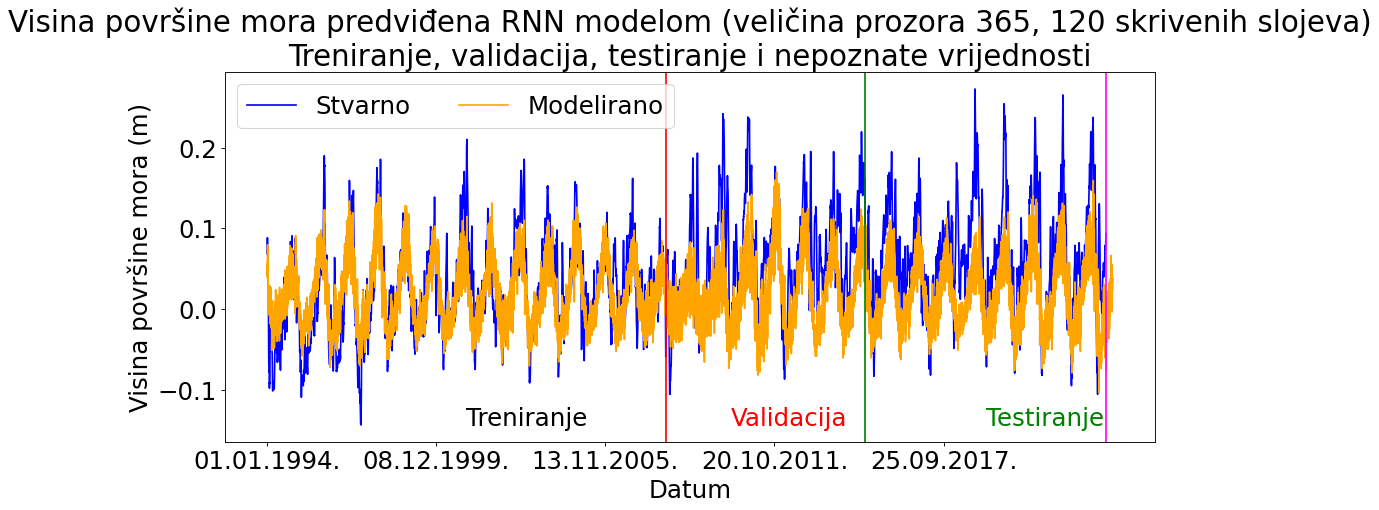 Visina površine mora predviđena RNN modelom (veličina prozora 365, 120 skrivenih slojeva)
Treniranje, validacija, testiranje i nepoznate vrijednosti
Stvarno Modelirano
Visina površine mora (m)
0.2
0.1
0.0
−0.1
Treniranje Validacija Testiranje
01.01.1994. 08.12.1999. 13.11.2005. 20.10.2011. 25.09.2017.
Datum